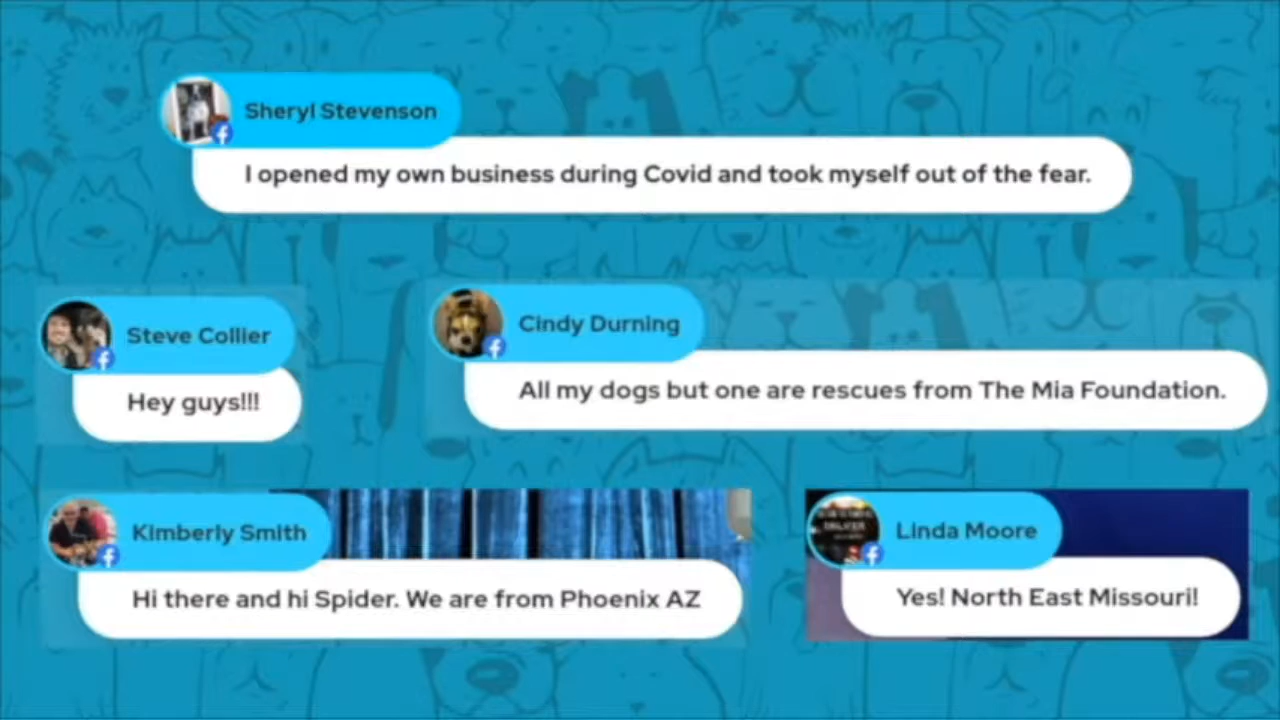 Sheryl Stevenson
I opened my own business during Covid and took myself out of the fear.
Steve Collier
Hey guys!!!
Cindy Durning
All my dogs but one are rescues from The Mia Foundation.
Kimberly Smith
Hi there and hi Spider. We are from Phoenix AZ
Linda Moore
Yes! North East Missouri!